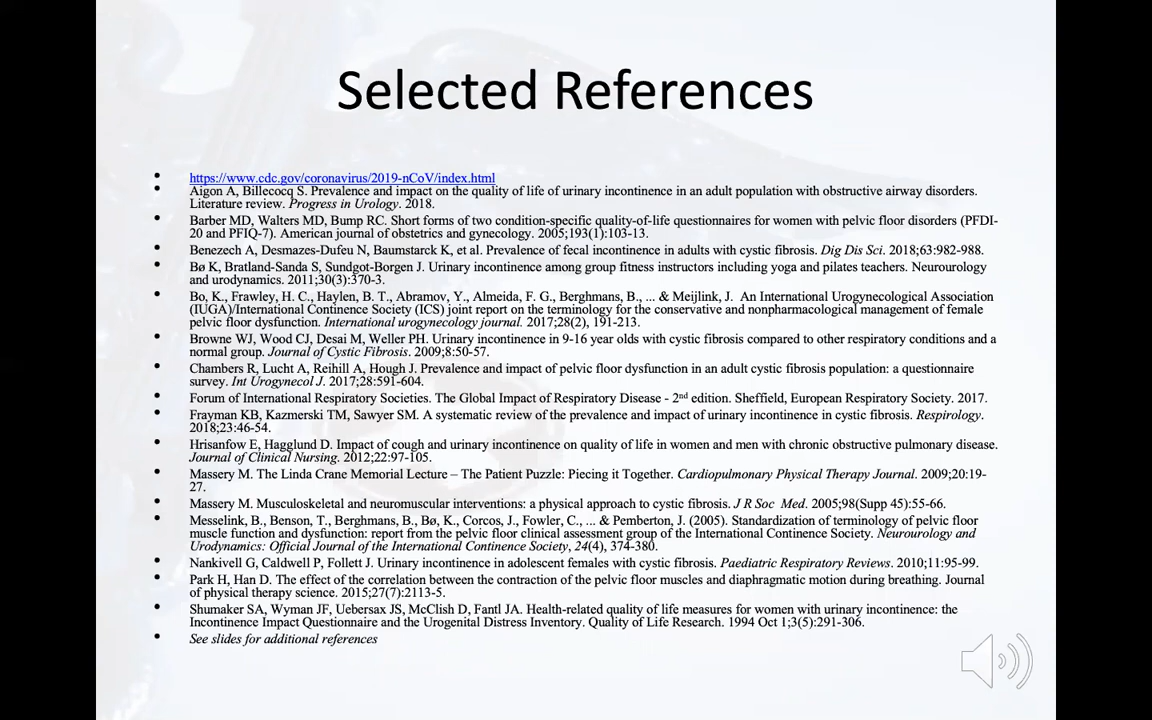 Selected References
• https://www.cdc.gov/coronavirus/2019-nCoV/index.html
• Aigon A, Billecocq S. Prevalence and impact on the quality of life of urinary incontinence in an adult population with obstructive airway disorders.
Literature review. Progress in Urology. 2018.
• Barber MD, Walters MD, Bump RC. Short forms of two condition-specific quality-of-life questionnaires for women with pelvic floor disorders (PFDI-
20 and PFIQ-7). American journal of obstetrics and gynecology. 2005;193(1):103-13.
• Benezech A, Desmazes-Dufeu N, Baumstarck K, et al. Prevalence of fecal incontinence in adults with cystic fibrosis. Dig Dis Sci. 2018;63:982-988.
• Bø K, Bratland-Sanda S, Sundgot-Borgen J. Urinary incontinence among group fitness instructors including yoga and pilates teachers. Neurourology
and urodynamics. 2011;30(3):370-3.
• Bo, K., Frawley, H. C., Haylen, B. T., Abramov, Y., Almeida, F. G., Berghmans, B., ... & Meijlink, J. An International Urogynecological Association
(IUGA)/International Continence Society (ICS) joint report on the terminology for the conservative and nonpharmacological management of female
pelvic floor dysfunction. International urogynecology journal. 2017;28(2), 191-213.
• Browne WJ, Wood CJ, Desai M, Weller PH. Urinary incontinence in 9-16 year olds with cystic fibrosis compared to other respiratory conditions and a
normal group. Journal of Cystic Fibrosis. 2009;8:50-57.
• Chambers R, Lucht A, Reihill A, Hough J. Prevalence and impact of pelvic floor dysfunction in an adult cystic fibrosis population: a questionnaire
survey. Int Urogynecol J. 2017;28:591-604.
• Forum of International Respiratory Societies. The Global Impact of Respiratory Disease - 2nd edition. Sheffield, European Respiratory Society. 2017.
• Frayman KB, Kazmerski TM, Sawyer SM. A systematic review of the prevalence and impact of urinary incontinence in cystic fibrosis. Respirology.
2018;23:46-54.
• Hrisanfow E, Hagglund D. Impact of cough and urinary incontinence on quality of life in women and men with chronic obstructive pulmonary disease.
Journal of Clinical Nursing. 2012;22:97-105.
• Massery M. The Linda Crane Memorial Lecture – The Patient Puzzle: Piecing it Together. Cardiopulmonary Physical Therapy Journal. 2009;20:19-
27.
• Massery M. Musculoskeletal and neuromuscular interventions: a physical approach to cystic fibrosis. J R Soc Med. 2005;98(Supp 45):55-66.
• Messelink, B., Benson, T., Berghmans, B., Bø, K., Corcos, J., Fowler, C., ... & Pemberton, J. (2005). Standardization of terminology of pelvic floor
muscle function and dysfunction: report from the pelvic floor clinical assessment group of the International Continence Society. Neurourology and
Urodynamics: Official Journal of the International Continence Society, 24(4), 374-380.
• Nankivell G, Caldwell P, Follett J. Urinary incontinence in adolescent females with cystic fibrosis. Paediatric Respiratory Reviews. 2010;11:95-99.
• Park H, Han D. The effect of the correlation between the contraction of the pelvic floor muscles and diaphragmatic motion during breathing. Journal
of physical therapy science. 2015;27(7):2113-5.
• Shumaker SA, Wyman JF, Uebersax JS, McClish D, Fantl JA. Health-related quality of life measures for women with urinary incontinence: the
Incontinence Impact Questionnaire and the Urogenital Distress Inventory. Quality of Life Research. 1994 Oct 1;3(5):291-306.
• See slides for additional references